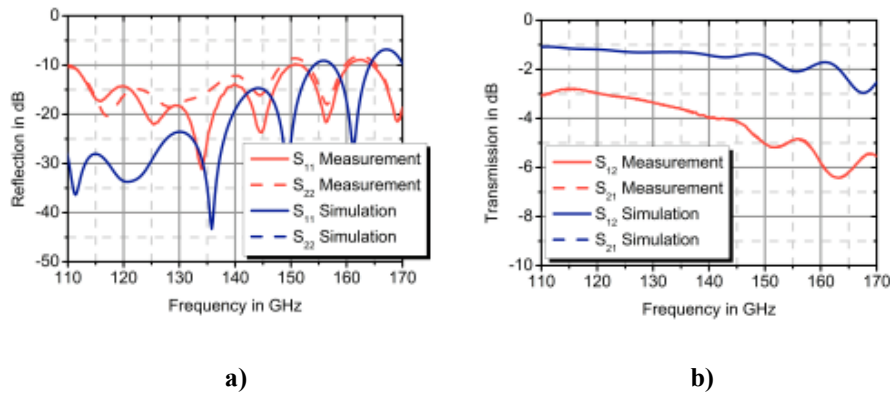 0
-10
-20
-30
-40
-50
Reflection in dB
S11 Measurement
S22 Measurement
S11 Simulation
S22 Simulation
110 120 130 140 150 160 170
Frequency in GHz
a)
0
-2
-4
-6
-8
-10
Transmission in dB
S12 Measurement
S21 Measurement
S12 Simulation
S21 Simulation
110 120 130 140 150 160 170
Frequency in GHz
b)